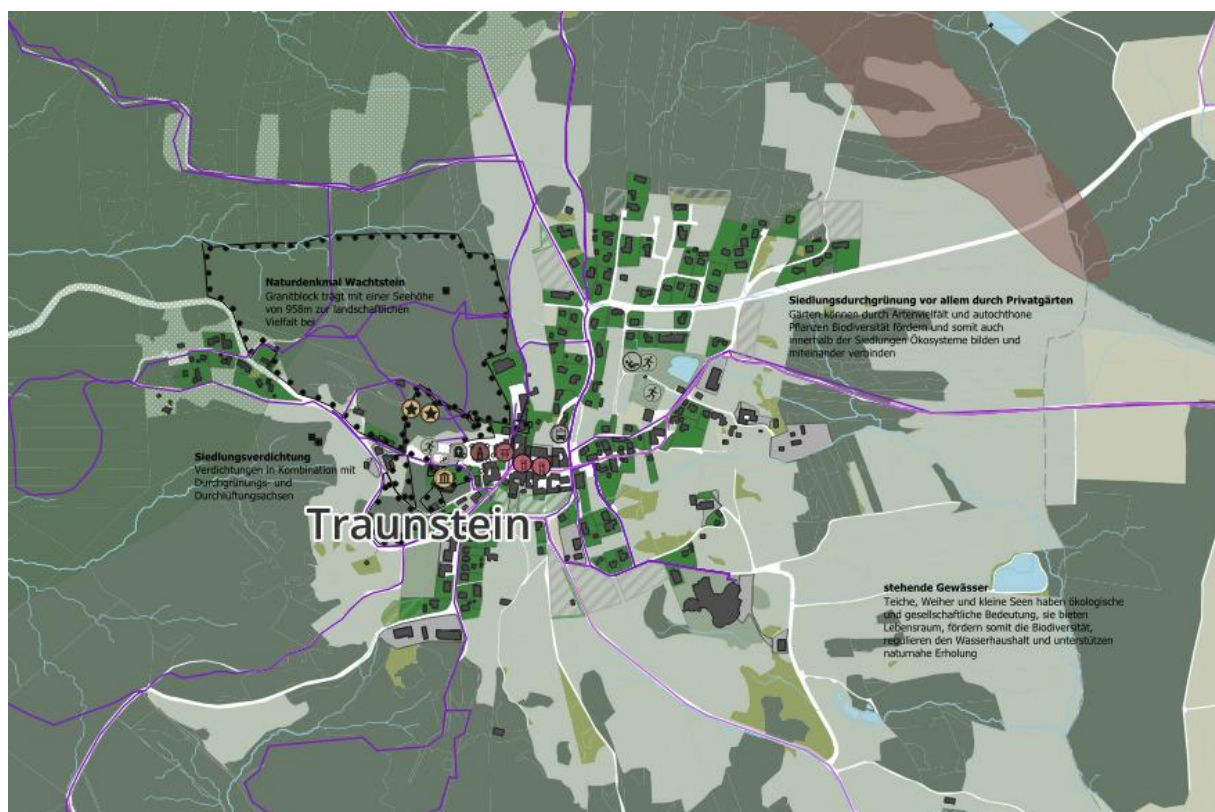 Naturdenkmal Wachtstein
Granitblock trägt mit einer Seehöhe
von 958m zur landschaftlichen
Vielfalt bei
Siedlungsdurchgrünung vor allem durch Privatgärten
Gärten können durch Artenvielfalt und autochthone
Pflanzen Biodiversität fördern und somit auch
innerhalb der Siedlungen Ökosysteme bilden und
miteinander verbinden
Siedlungsverdichtung
Verdichtungen in Kombination mit
Durchgrünungs- und
Durchlüftungsachsen
Traunstein
stehende Gewässer
Teiche, Weiher und kleine Seen haben ökologische
und gesellschaftliche Bedeutung, sie bieten
Lebensraum, fördern somit die Biodiversität,
regulieren den Wasserhaushalt und unterstützen
naturnahe Erholung